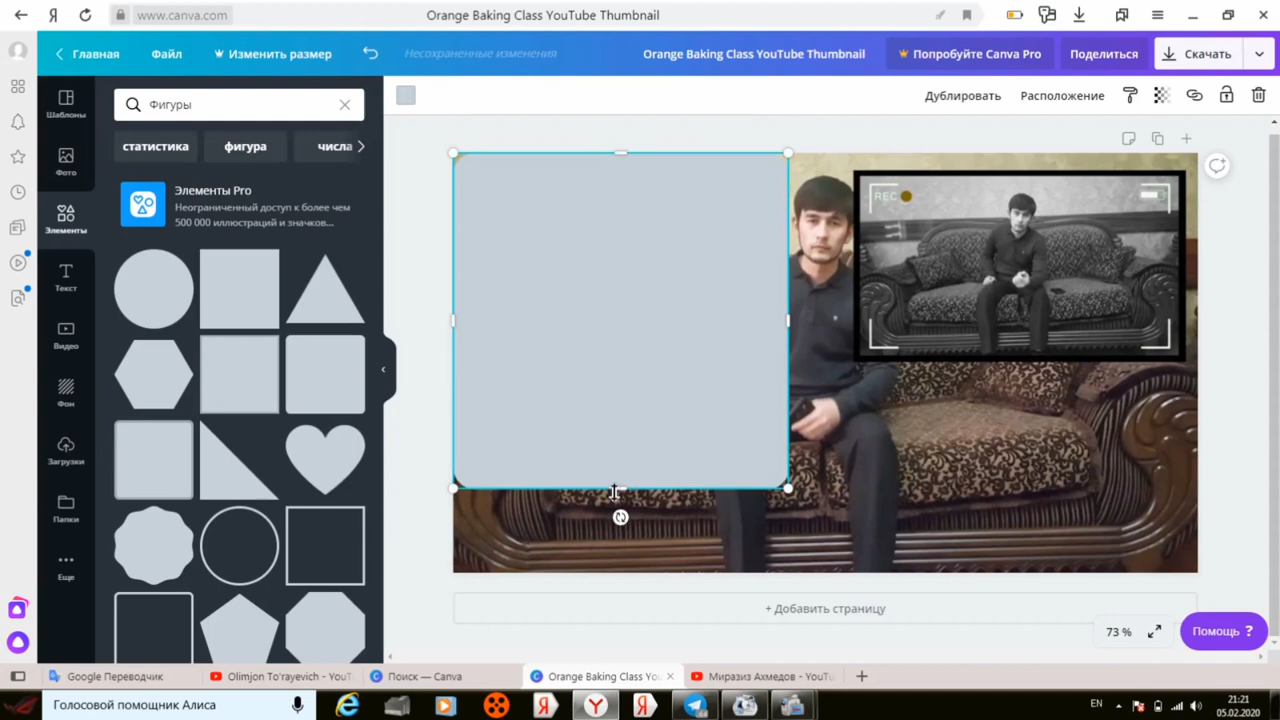 www.canva.com
Orange Baking Class YouTube Thumbnail
Главная
Файл
Изменить размер
Несохраненные изменения
Orange Baking Class YouTube Thumbnail
Попробуйте Canva Pro
Поделиться
Скачать
Шаблоны
Фото
Элементы
Текст
Видео
Фон
Загрузки
Папки
Еще
Фигуры
статистика
фигура
числа
Элементы Pro
Неограниченный доступ к более чем
500 000 иллюстраций и значков...
Дублировать
Расположение
REC
+ Добавить страницу
73 %
Помощь ?
Google Переводчик
Olimjon To'rayevich - YouT
Поиск — Canva
Orange Baking Class You
Миразиз Ахмедов - YouTu
Голосовой помощник Алиса
EN
21:21
05.02.2020